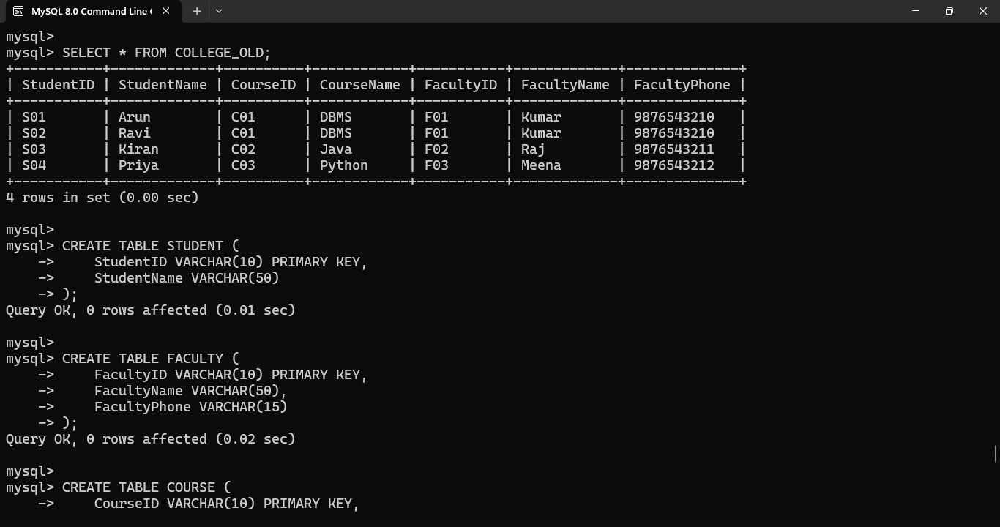 MySQL 8.0 Command Line
mysql>
mysql> SELECT * FROM COLLEGE_OLD;
+-----------+-------------+----------+------------+-----------+-------------+--------------+
| StudentID | StudentName | CourseID | CourseName | FacultyID | FacultyName | FacultyPhone |
+-----------+-------------+----------+------------+-----------+-------------+--------------+
| S01       | Arun        | C01      | DBMS       | F01       | Kumar       | 9876543210   |
| S02       | Ravi        | C01      | DBMS       | F01       | Kumar       | 9876543210   |
| S03       | Kiran       | C02      | Java       | F02       | Raj         | 9876543211   |
| S04       | Priya       | C03      | Python     | F03       | Meena       | 9876543212   |
+-----------+-------------+----------+------------+-----------+-------------+--------------+
4 rows in set (0.00 sec)

mysql>
mysql> CREATE TABLE STUDENT (
    ->     StudentID VARCHAR(10) PRIMARY KEY,
    ->     StudentName VARCHAR(50)
    -> );
Query OK, 0 rows affected (0.01 sec)

mysql>
mysql> CREATE TABLE FACULTY (
    ->     FacultyID VARCHAR(10) PRIMARY KEY,
    ->     FacultyName VARCHAR(50),
    ->     FacultyPhone VARCHAR(15)
    -> );
Query OK, 0 rows affected (0.02 sec)

mysql>
mysql> CREATE TABLE COURSE (
    ->     CourseID VARCHAR(10) PRIMARY KEY,